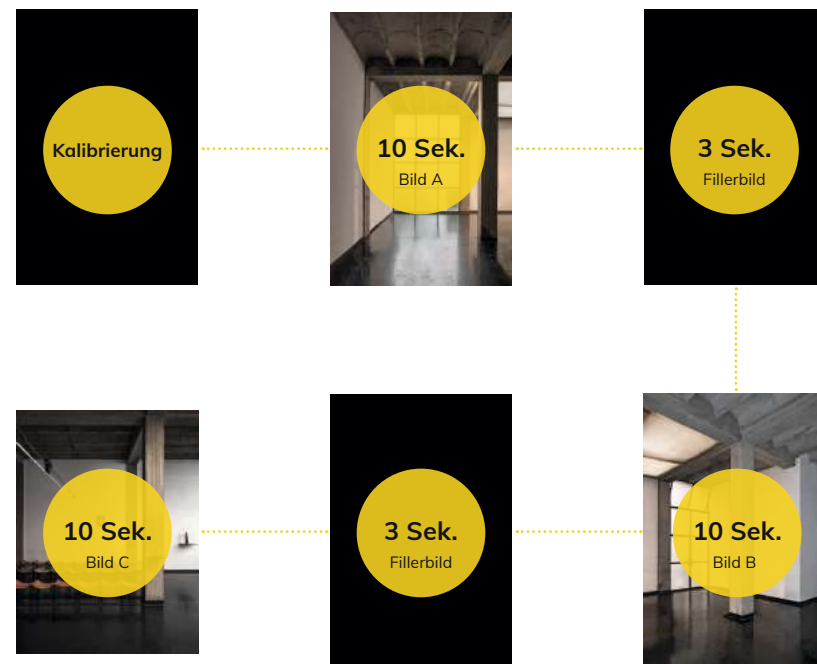 Kalibrierung
10 Sek.
Bild A
3 Sek.
Fillerbild
10 Sek.
Bild B
3 Sek.
Fillerbild
10 Sek.
Bild C